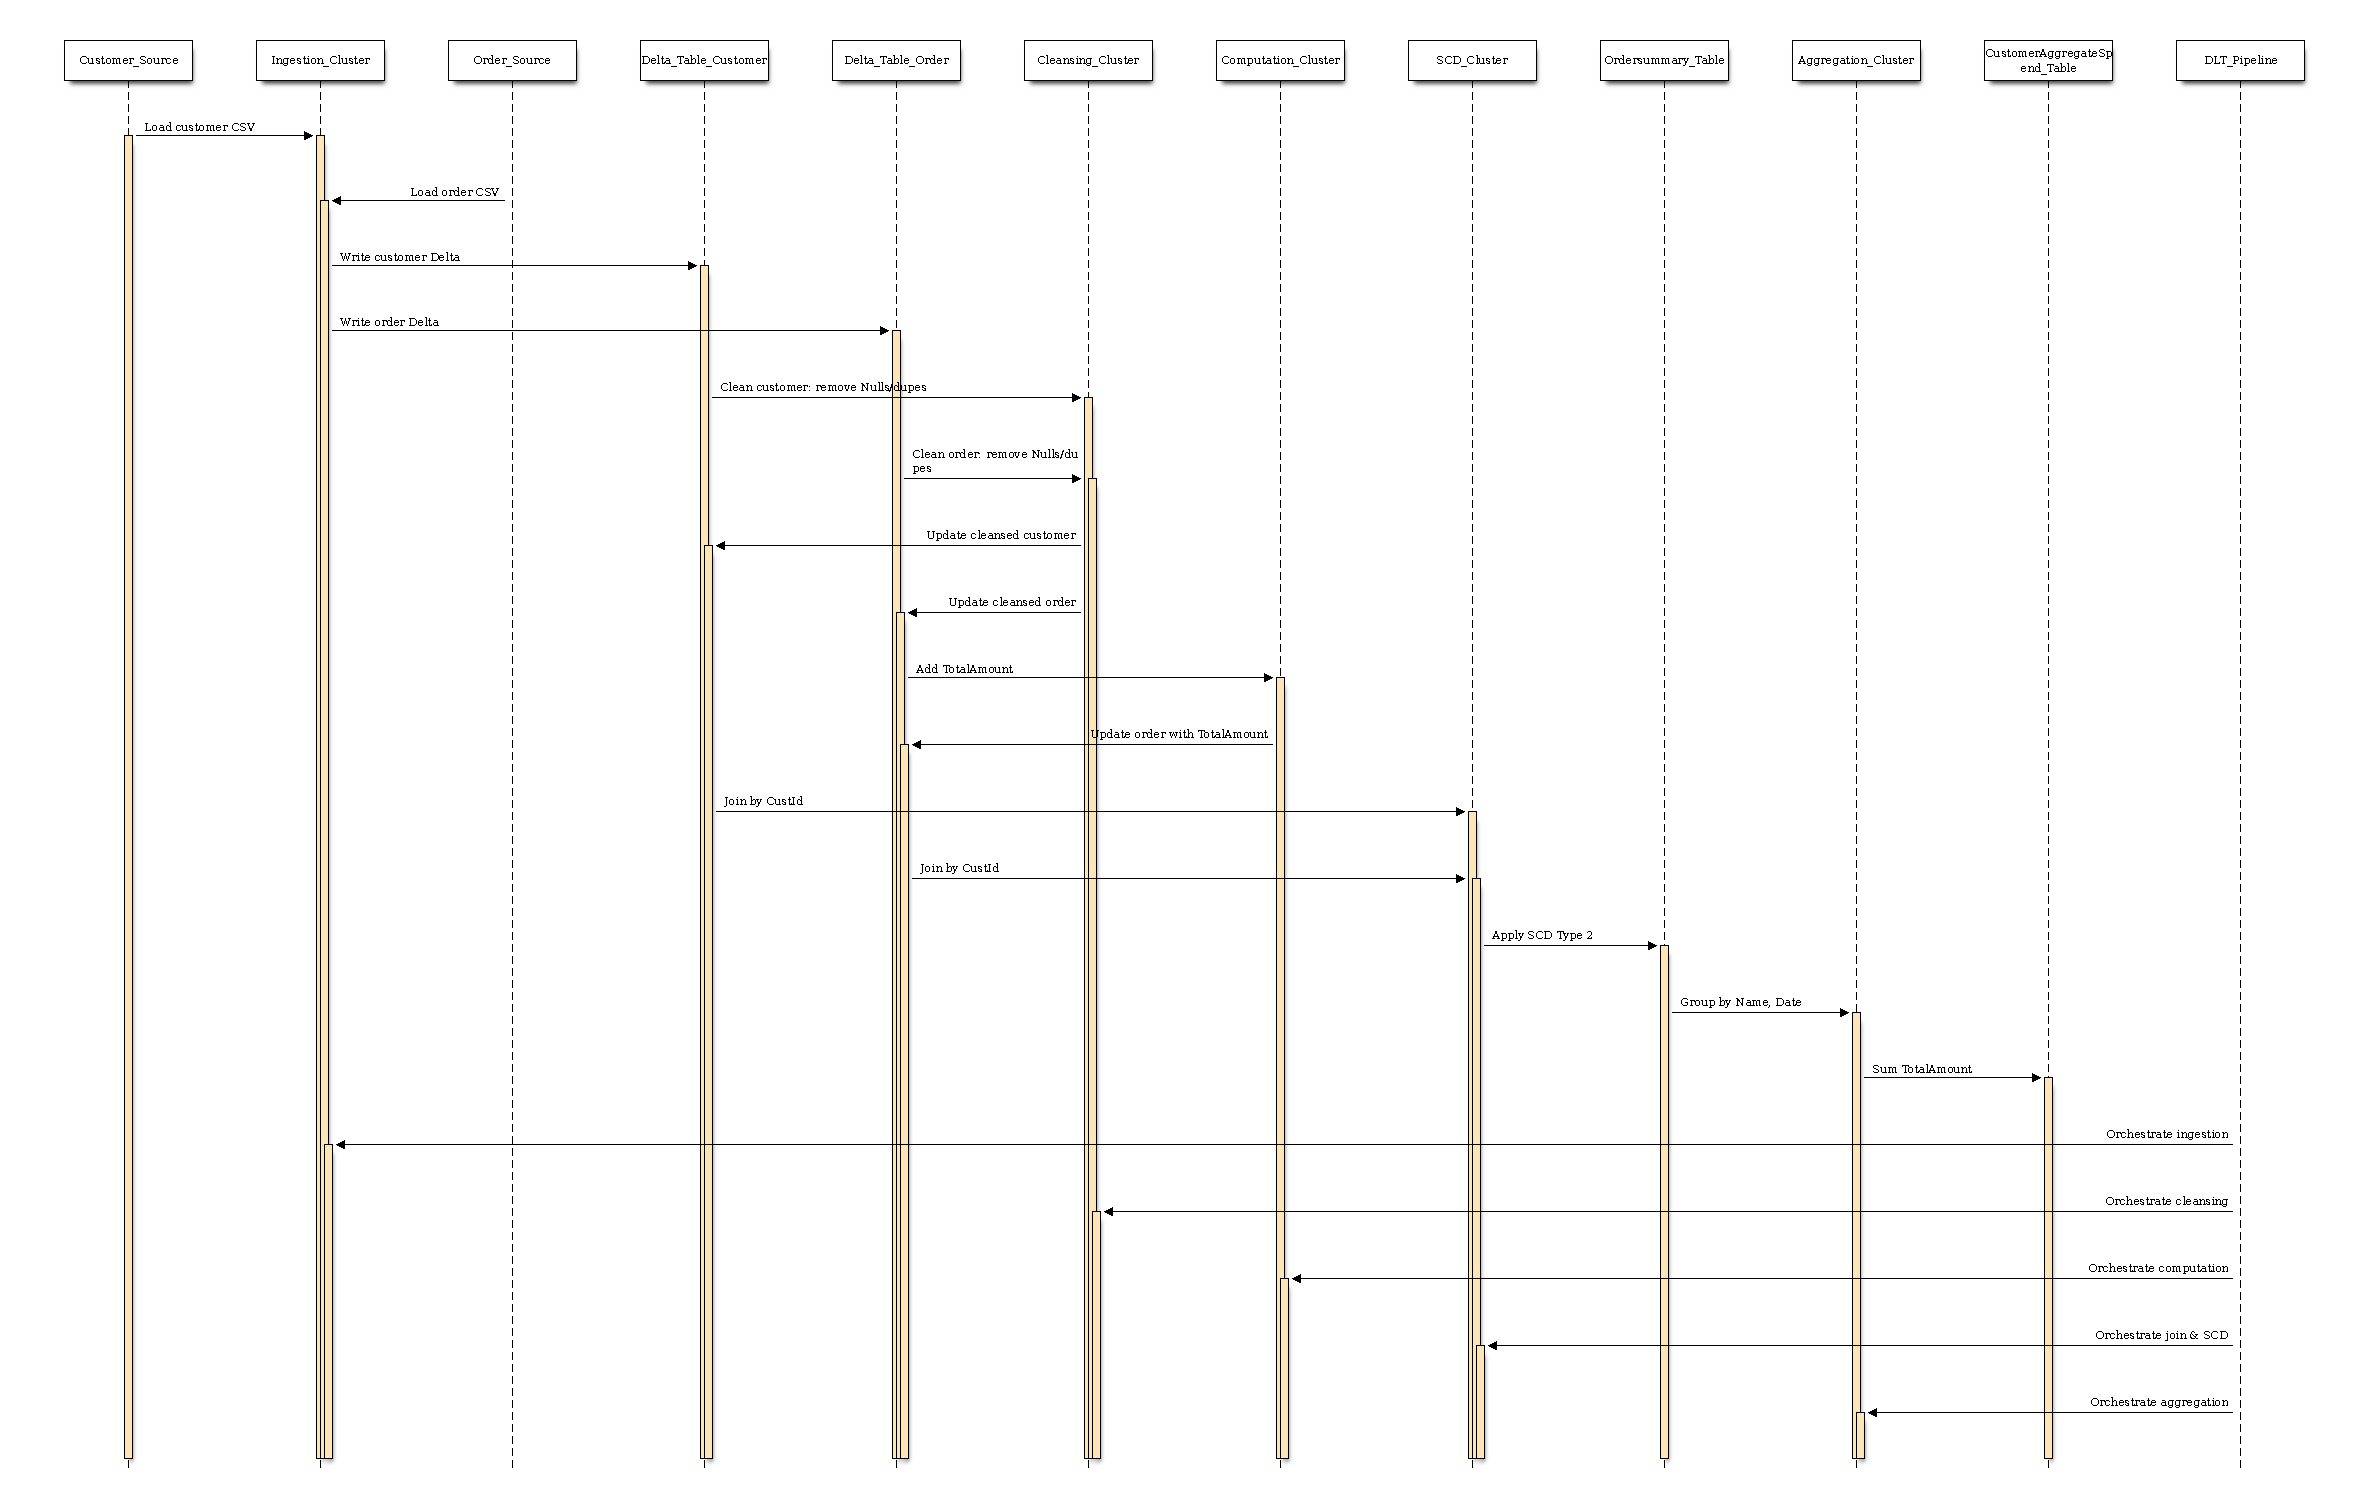 Customer_Source
Ingestion_Cluster
Order_Source
Delta_Table_Customer
Delta_Table_Order
Cleansing_Cluster
Computation_Cluster
SCD_Cluster
Ordersummary_Table
Aggregation_Cluster
CustomerAggregateSp
end_Table
DLT_Pipeline
Load customer CSV
Load order CSV
Write customer Delta
Write order Delta
Clean customer: remove Nulls/dupes
Clean order: remove Nulls/du
pes
Update cleansed customer
Update cleansed order
Add TotalAmount
Update order with TotalAmount
Join by CustId
Join by CustId
Apply SCD Type 2
Group by Name, Date
Sum TotalAmount
Orchestrate ingestion
Orchestrate cleansing
Orchestrate computation
Orchestrate join & SCD
Orchestrate aggregation